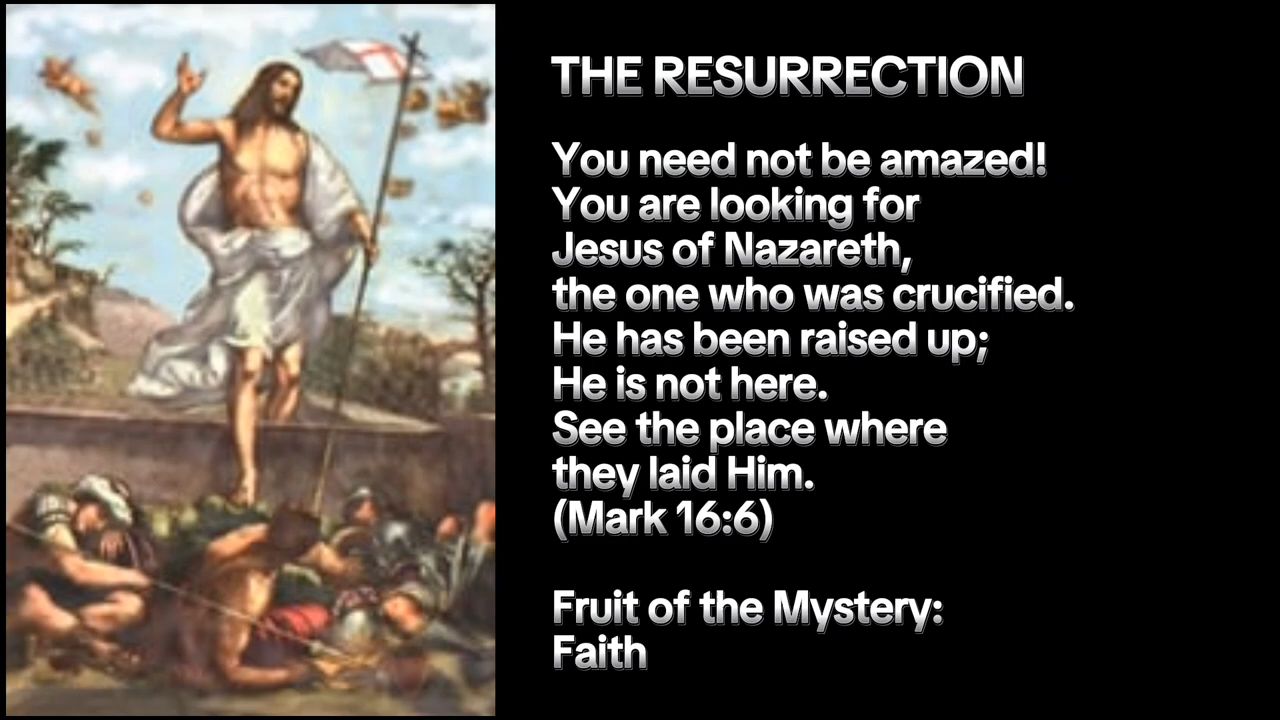 THE RESURRECTION
You need not be amazed!
You are looking for
Jesus of Nazareth,
the one who was crucified.
He has been raised up;
He is not here.
See the place where
they laid Him.
(Mark 16:6)
Fruit of the Mystery:
Faith